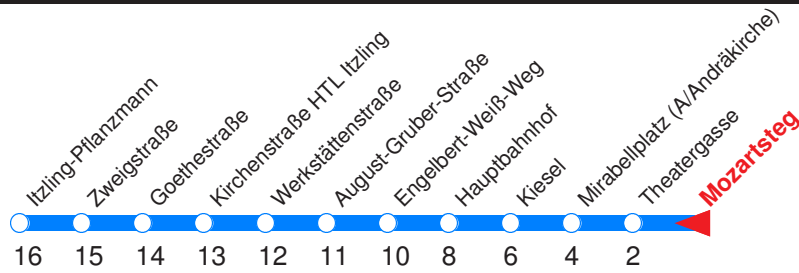 Itzling-Pflanzmann
Zweigstraße
Goethestraße
Kirchenstraße HTL Itzling
Werkstättenstraße
August-Gruber-Straße
Engelbert-Weiß-Weg
Hauptbahnhof
Kiesel
Mirabellplatz (A/Andräkirche)
Theatergasse
Mozartsteg
16 15 14 13 12 11 10 8 6 4 2